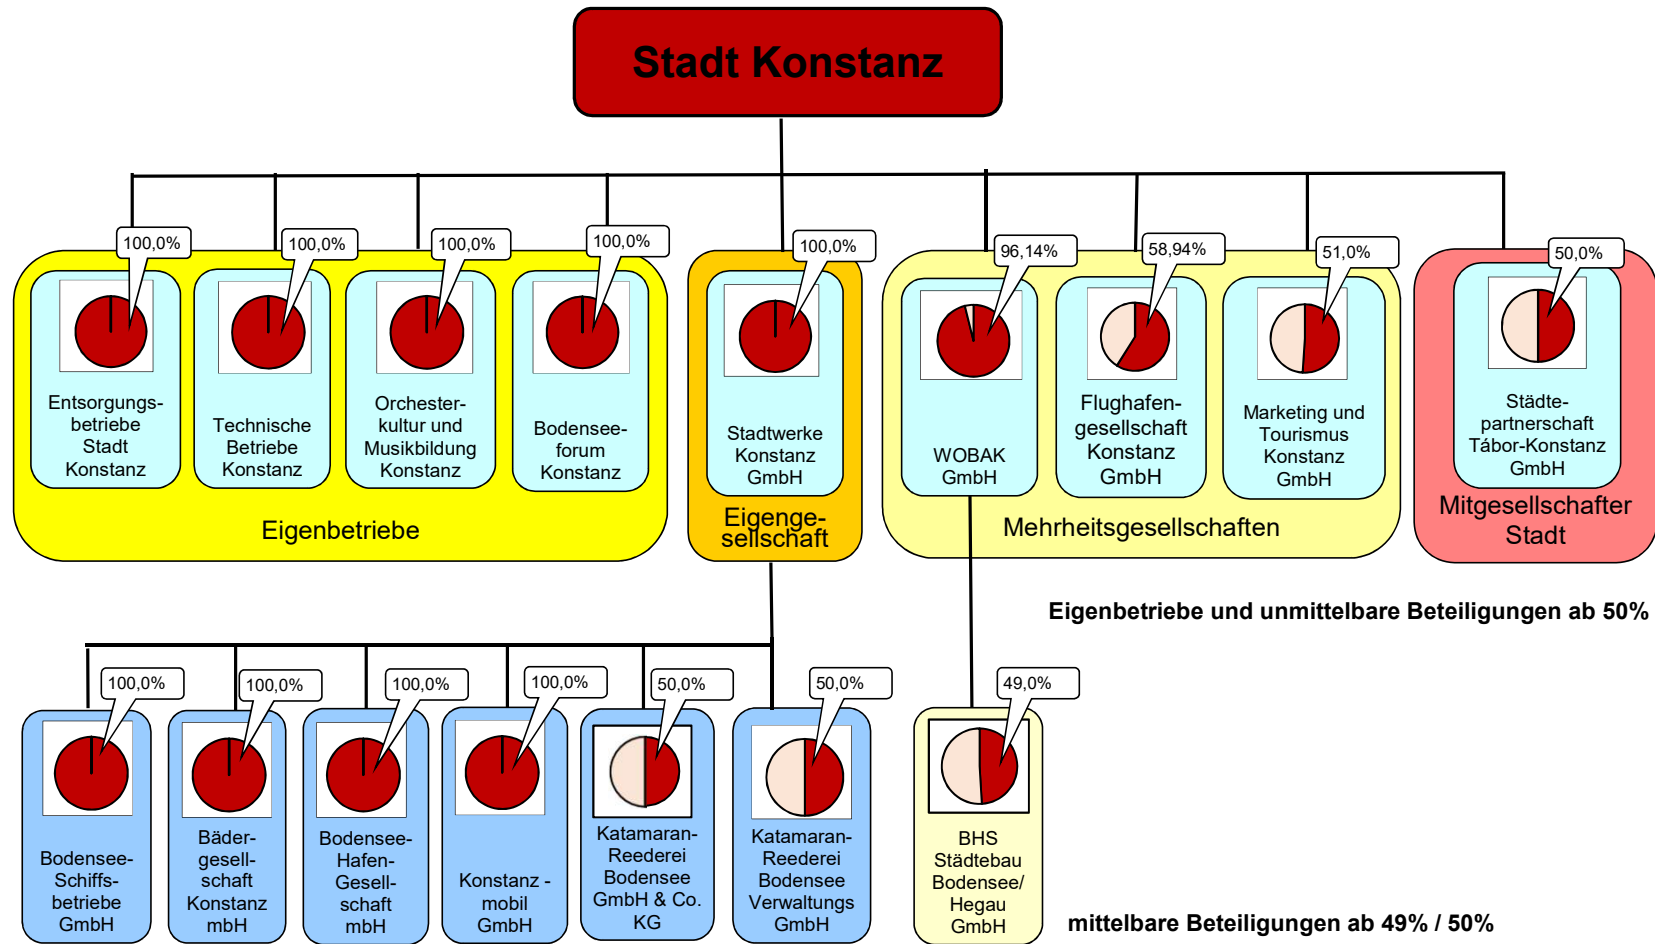 Stadt Konstanz
100,0%
100,0%
100,0%
100,0%
100,0%
96,14%
58,94%
51,0%
50,0%
Entsorgungs-
betriebe
Stadt
Konstanz
Technische
Betriebe
Konstanz
Orchester-
kultur und
Musikbildung
Konstanz
Bodensee-
forum
Konstanz
Eigenbetriebe
Stadtwerke
Konstanz
GmbH
Eigenge-
sellschaft
WOBAK
GmbH
Flughafen-
gesellschaft
Konstanz
GmbH
Marketing und
Tourismus
Konstanz
GmbH
Mehrheitsgesellschaften
Städte-
partnerschaft
Tábor-Konstanz
GmbH
Mitgesellschafter
Stadt
Eigenbetriebe und unmittelbare Beteiligungen ab 50%
100,0%
100,0%
100,0%
100,0%
50,0%
50,0%
49,0%
Bodensee-
Schiffs-
betriebe
GmbH
Bäder-
gesell-
schaft
Konstanz
mbH
Bodensee-
Hafen-
Gesell-
schaft
mbH
Konstanz -
mobil
GmbH
Katamaran-
Reederei
Bodensee
GmbH & Co.
KG
Katamaran-
Reederei
Bodensee
Verwaltungs
GmbH
BHS
Städtebau
Bodensee/
Hegau
GmbH
mittelbare Beteiligungen ab 49% / 50%